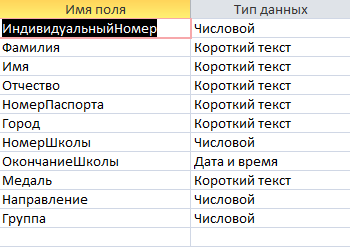 Имя поля Тип данных
ИндивидуальныйНомер Числовой
Фамилия Короткий текст
Имя Короткий текст
Отчество Короткий текст
НомерПаспорта Короткий текст
Город Короткий текст
НомерШколы Числовой
ОкончаниеШколы Дата и время
Медаль Короткий текст
Направление Числовой
Группа Числовой